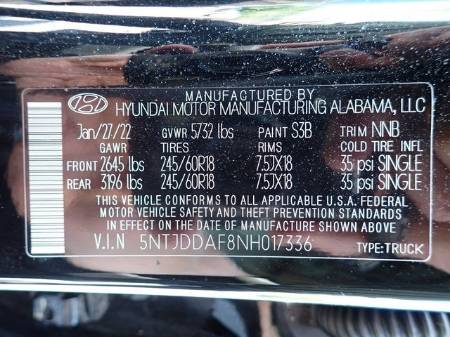 MANUFACTURED BY
HYUNDAI MOTOR MANUFACTURING ALABAMA, LLC
Jan/27/22 GVWR 5732 lbs PAINT S3B TRIM NNB
GAWR TIRES RIMS COLD TIRE INFL
FRONT 2645 lbs 245/60R18 7.5JX18 35 psi SINGLE
REAR 3196 lbs 245/60R18 7.5JX18 35 psi SINGLE
THIS VEHICLE CONFORMS TO ALL APPLICABLE U.S.A. FEDERAL
MOTOR VEHICLE SAFETY AND THEFT PREVENTION STANDARDS
IN EFFECT ON THE DATE OF MANUFACTURE SHOWN ABOVE
V.I.N 5NTJDDAF8NH017336 TYPE:TRUCK